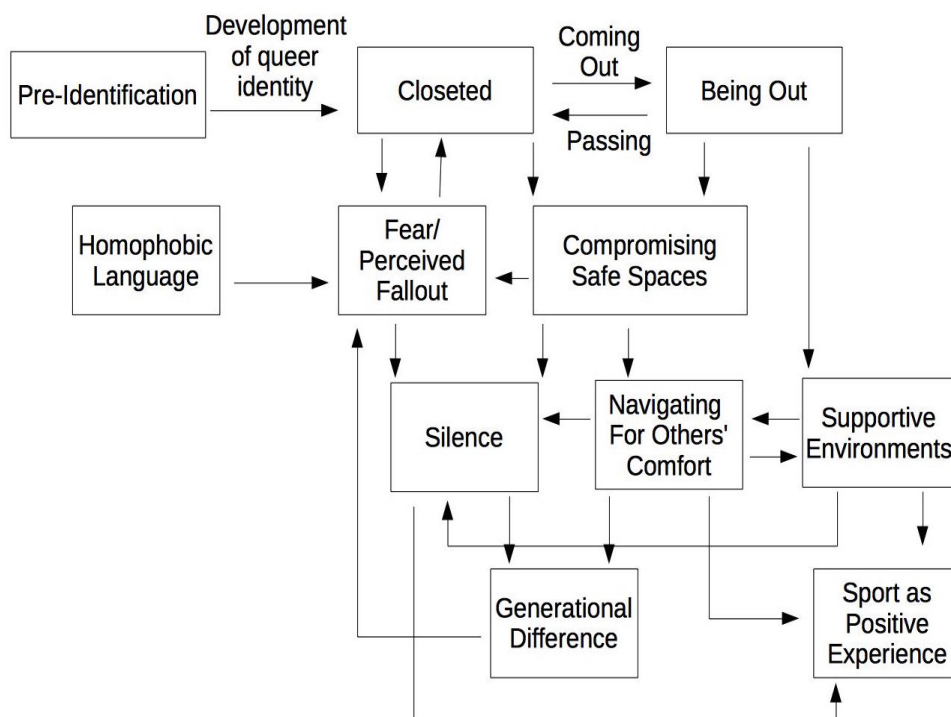 Development
of queer
identity
Coming
Out
Pre-Identification
Closeted
Being Out
Passing
Homophobic
Language
Fear/
Perceived
Fallout
Compromising
Safe Spaces
Silence
Navigating
For Others'
Comfort
Supportive
Environments
Generational
Difference
Sport as
Positive
Experience